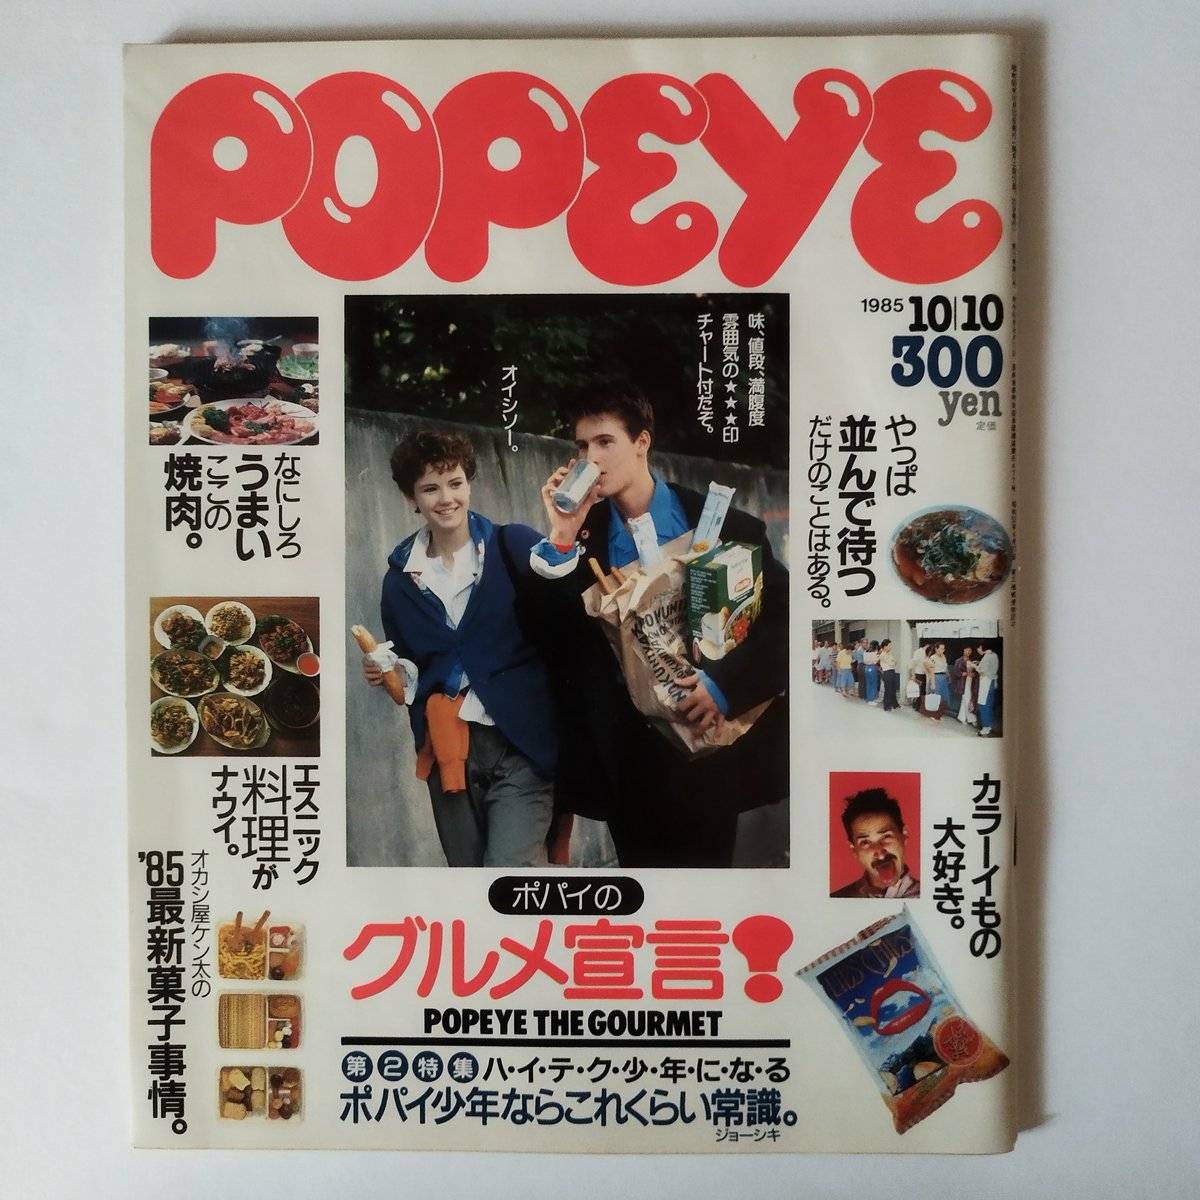 POPEYE
1985 10|10
300
yen
定価
味、値段、満腹度
雰囲気の★★★印
チャート付だぞ。
オイシソー。
なにしろ
うまい
ここの
焼肉。
やっぱ
並んで待つ
だけのことはある。
エスニック
料理が
ナウイ。
カラーイもの
大好き。
オカシ屋ケン太の
'85最新菓子事情。
ポパイの
グルメ宣言!
POPEYE THE GOURMET
第2特集 ハ・イ・テ・ク・少・年・に・な・る
ポパイ少年ならこれくらい常識。
ジョーシキ
LIPS CHIPS